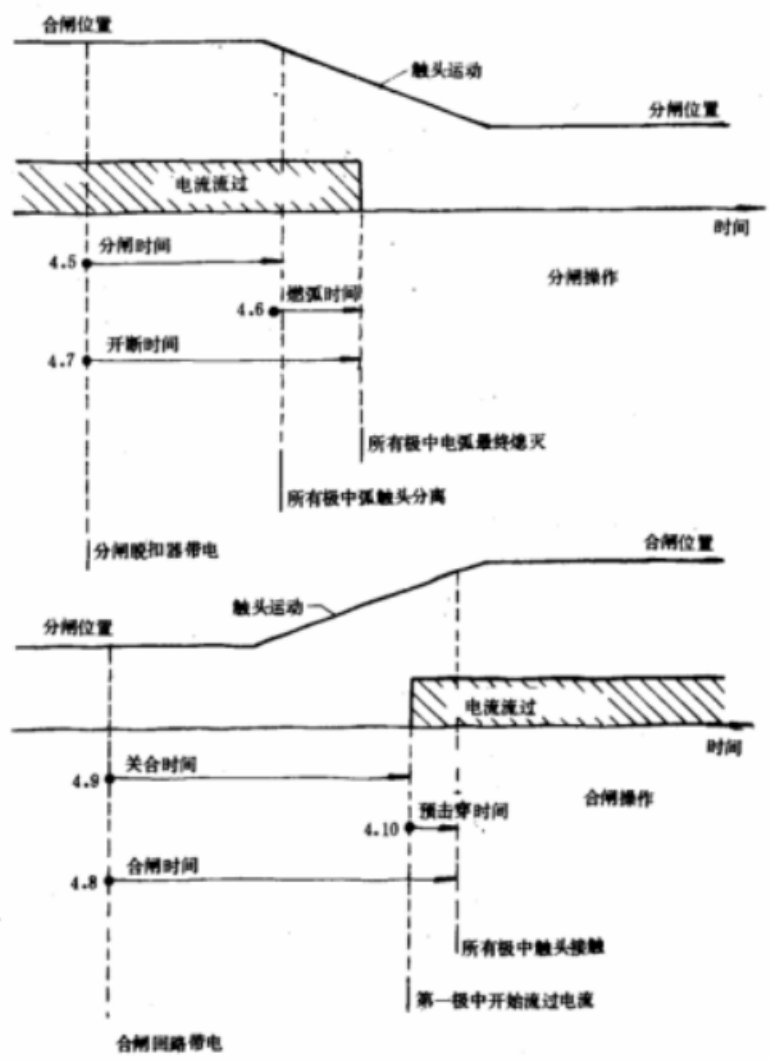 合闸位置
触头运动
分闸位置
电流流过
时间
分闸时间
4.5
分闸操作
燃弧时间
4.6
开断时间
4.7
所有极中电弧最终熄灭
所有极中弧触头分离
分闸脱扣器带电
合闸位置
触头运动
分闸位置
电流流过
时间
关合时间
4.9
合闸操作
预击穿时间
4.10
合闸时间
4.8
所有极中触头接触
第一极中开始流过电流
合闸回路带电